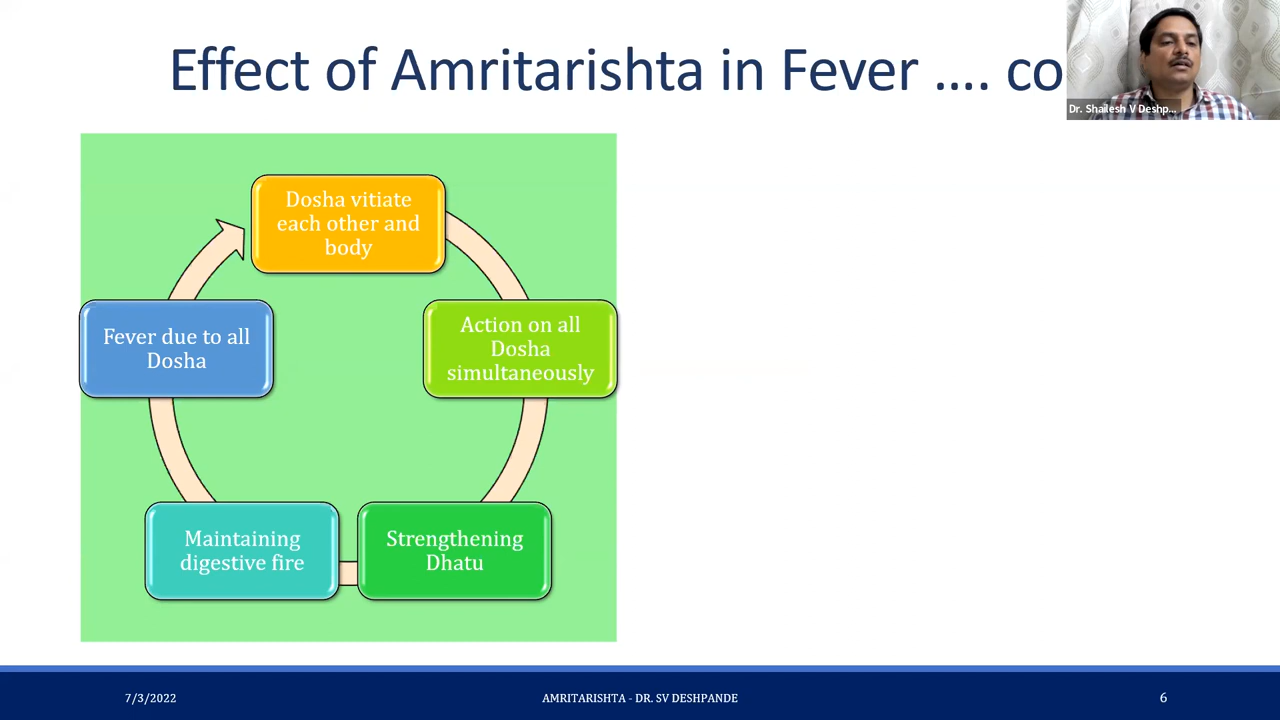 Effect of Amritarishta in Fever .... co
Dr. Shailesh V Deshp...
Dosha vitiate
each other and
body
Fever due to all
Dosha
Action on all
Dosha
simultaneously
Maintaining
digestive fire
Strengthening
Dhatu
7/3/2022
AMRITARISHTA - DR. SV DESHPANDE
6